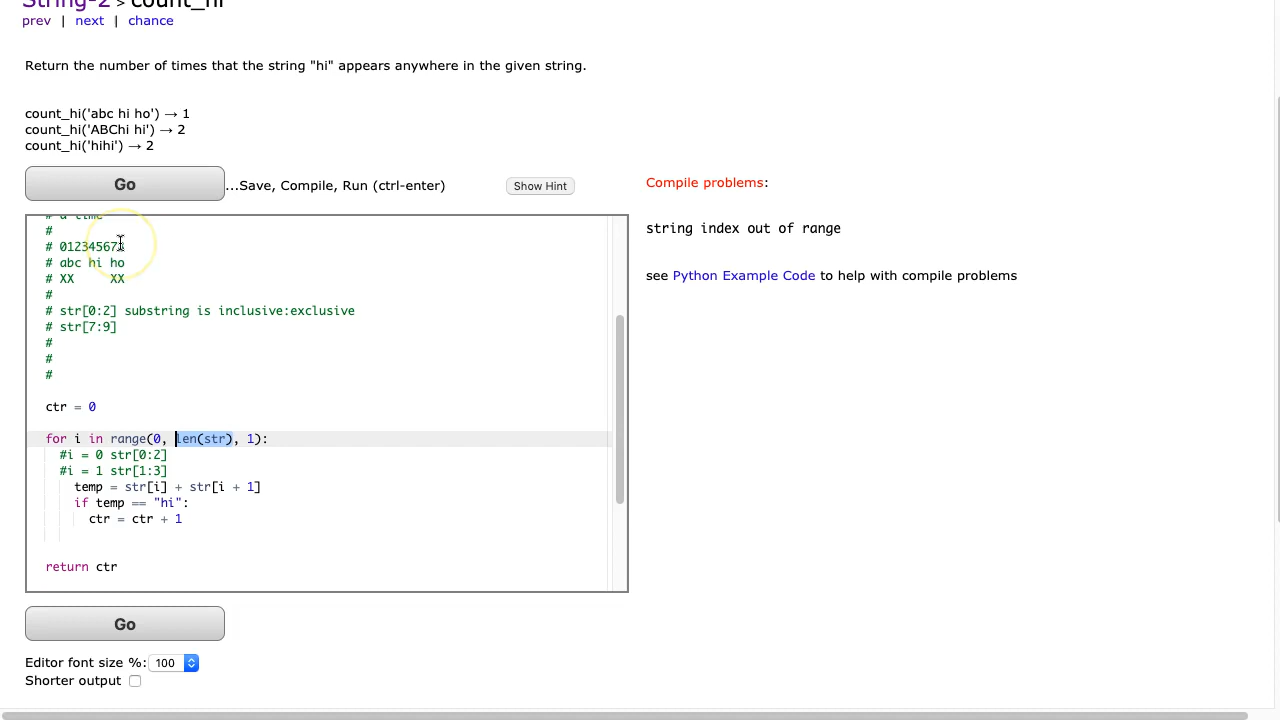 String-2 > count_hi
prev | next | chance
Return the number of times that the string "hi" appears anywhere in the given string.
count_hi('abc hi ho') → 1
count_hi('ABChi hi') → 2
count_hi('hihi') → 2
Go
...Save, Compile, Run (ctrl-enter)
Show Hint
Compile problems:
string index out of range
see Python Example Code to help with compile problems
# a time
#
# 012345678
# abc hi ho
# XX     XX
#
# str[0:2] substring is inclusive:exclusive
# str[7:9]
#
#
#
ctr = 0
for i in range(0, len(str), 1):
#i = 0 str[0:2]
#i = 1 str[1:3]
temp = str[i] + str[i + 1]
if temp == "hi":
ctr = ctr + 1
return ctr
Go
Editor font size %: 100
Shorter output